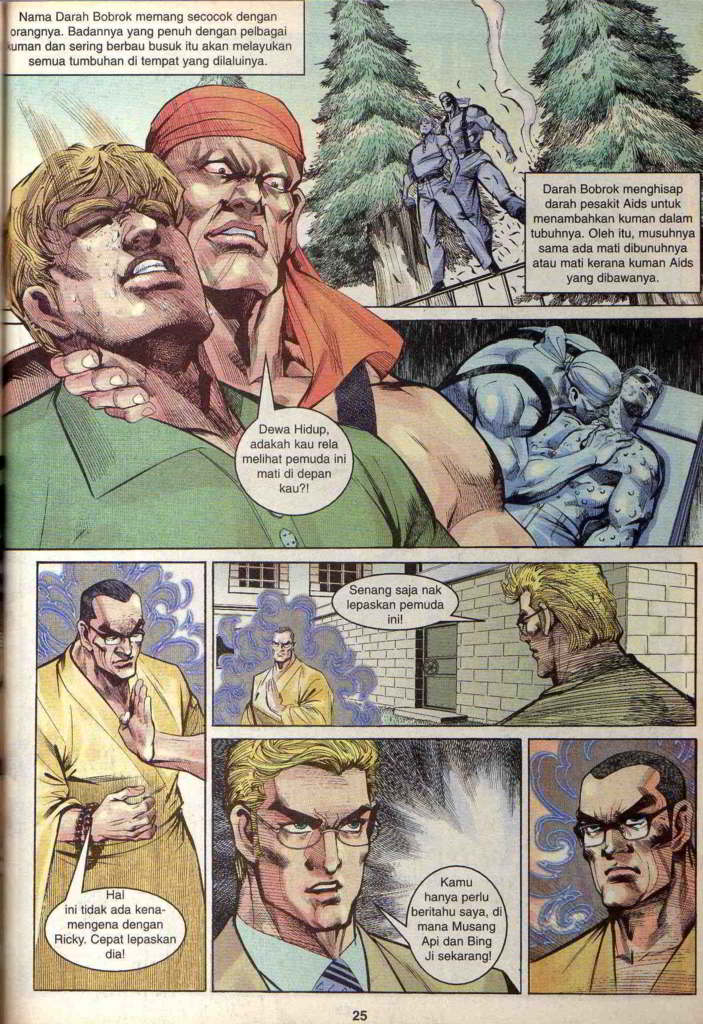 Nama Darah Bobrok memang secocok dengan
orangnya. Badannya yang penuh dengan pelbagai
kuman dan sering berbau busuk itu akan melayukan
semua tumbuhan di tempat yang dilaluinya.
Darah Bobrok menghisap
darah pesakit Aids untuk
menambahkan kuman dalam
tubuhnya. Oleh itu, musuhnya
sama ada mati dibunuhnya
atau mati kerana kuman Aids
yang dibawanya.
Dewa Hidup,
adakah kau rela
melihat pemuda ini
mati di depan
kau?!
Hal
ini tidak ada kena-
mengena dengan
Ricky. Cepat lepaskan
dia!
Senang saja nak
lepaskan pemuda
ini!
Kamu
hanya perlu
beritahu saya, di
mana Musang
Api dan Bing
Ji sekarang!
25